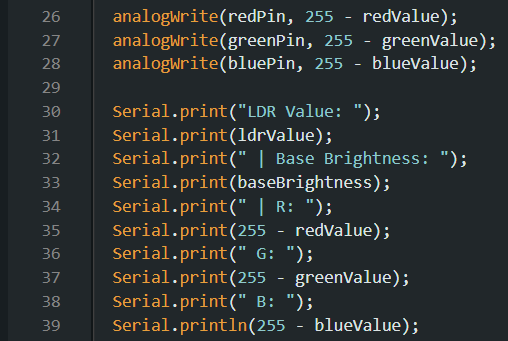 26 analogWrite(redPin, 255 - redValue);
27 analogWrite(greenPin, 255 - greenValue);
28 analogWrite(bluePin, 255 - blueValue);
29
30 Serial.print("LDR Value: ");
31 Serial.print(ldrValue);
32 Serial.print(" | Base Brightness: ");
33 Serial.print(baseBrightness);
34 Serial.print(" | R: ");
35 Serial.print(255 - redValue);
36 Serial.print(" G: ");
37 Serial.print(255 - greenValue);
38 Serial.print(" B: ");
39 Serial.println(255 - blueValue);